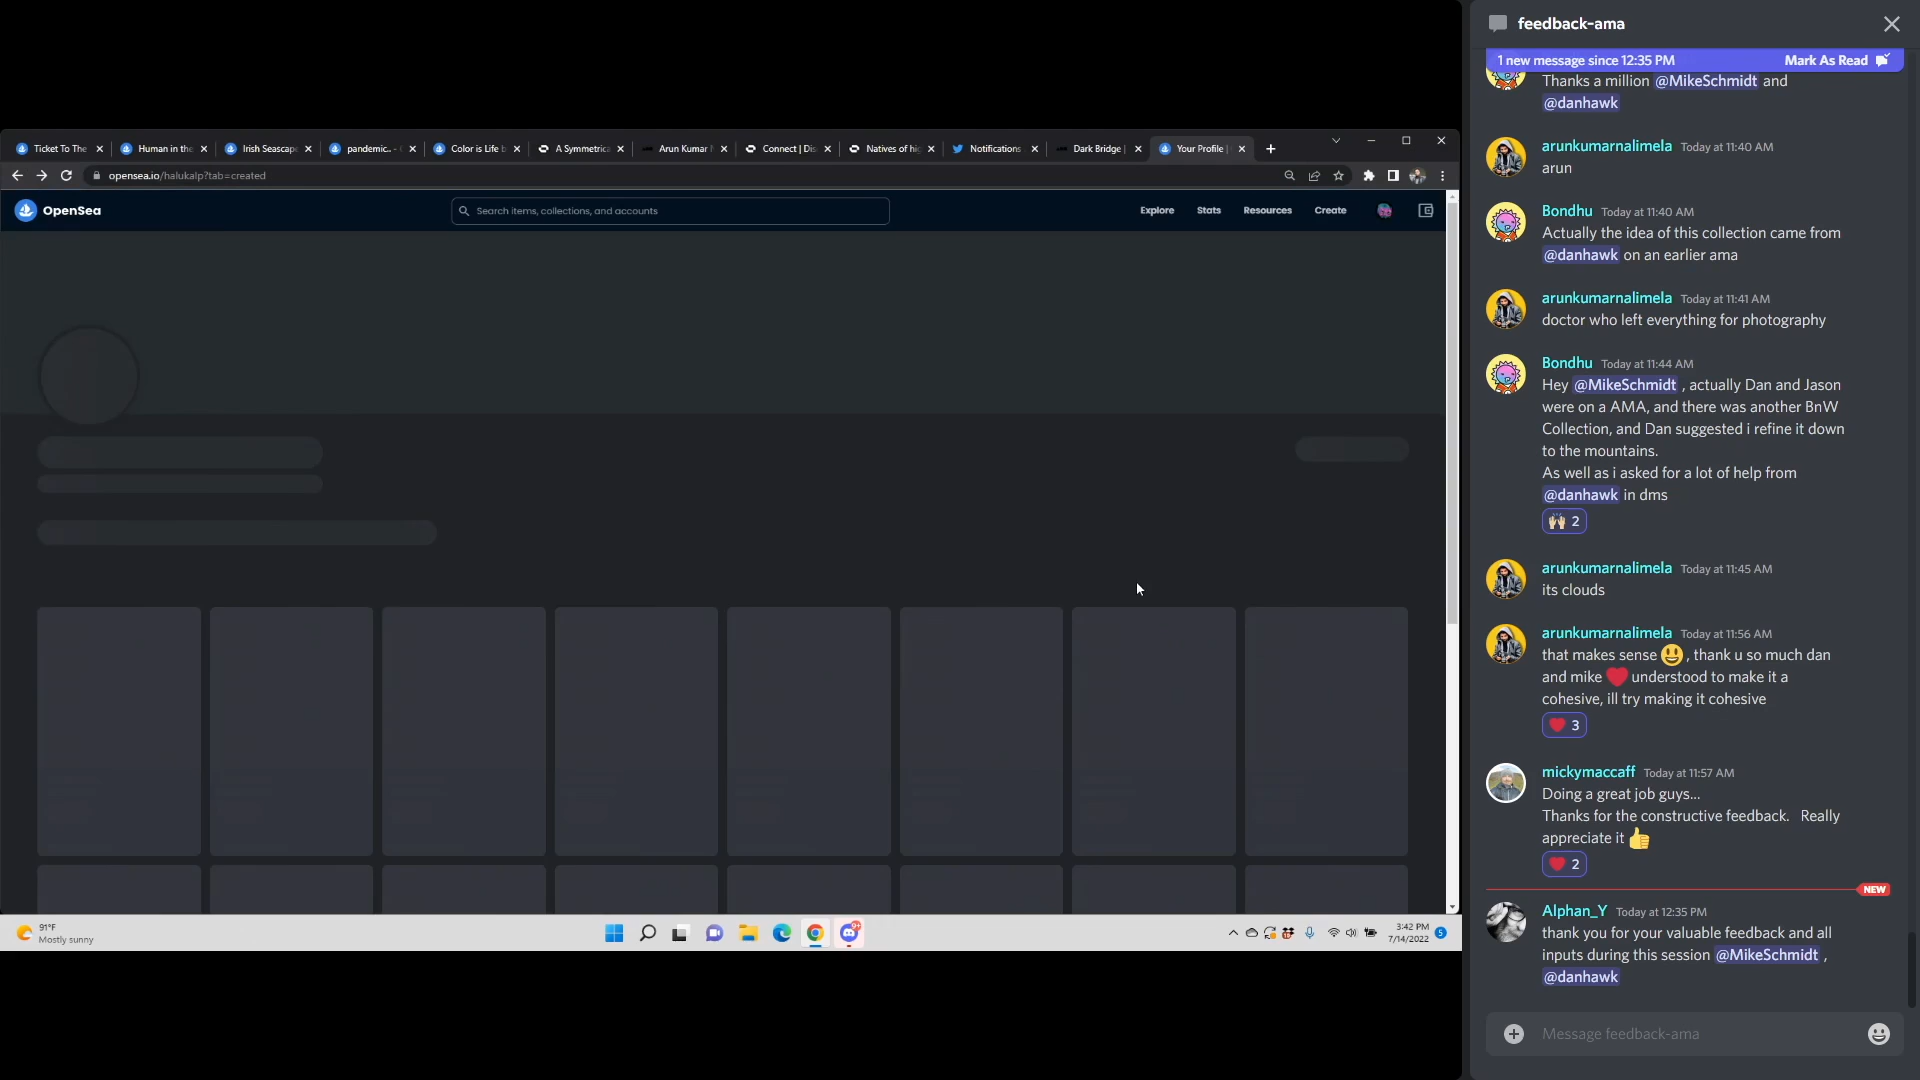 Ticket To The
Human in the
Irish Seascape
pandemic.. -
Color is Life b
A Symmetrica
Arun Kumar
Connect | Dis
Natives of hig
Notifications
Dark Bridge |
Your Profile |
opensea.io/halukalp?tab=created
OpenSea
Search items, collections, and accounts
Explore
Stats
Resources
Create
91°F
Mostly sunny
3:42 PM
7/14/2022
5
feedback-ama
1 new message since 12:35 PM
Mark As Read
Thanks a million @MikeSchmidt and
@danhawk
arunkumarnalimela Today at 11:40 AM
arun
Bondhu Today at 11:40 AM
Actually the idea of this collection came from
@danhawk on an earlier ama
arunkumarnalimela Today at 11:41 AM
doctor who left everything for photography
Bondhu Today at 11:44 AM
Hey @MikeSchmidt , actually Dan and Jason
were on a AMA, and there was another BnW
Collection, and Dan suggested i refine it down
to the mountains.
As well as i asked for a lot of help from
@danhawk in dms
2
arunkumarnalimela Today at 11:45 AM
its clouds
arunkumarnalimela Today at 11:56 AM
that makes sense 😃 , thank u so much dan
and mike ❤️ understood to make it a
cohesive, ill try making it cohesive
3
mickymaccaff Today at 11:57 AM
Doing a great job guys...
Thanks for the constructive feedback. Really
appreciate it 👍
2
NEW
Alphan_Y Today at 12:35 PM
thank you for your valuable feedback and all
inputs during this session @MikeSchmidt ,
@danhawk
Message feedback-ama